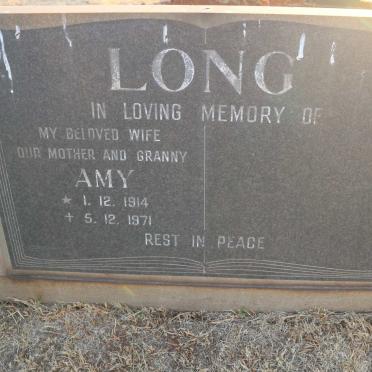 LONG
IN LOVING MEMORY OF
MY BELOVED WIFE
OUR MOTHER AND GRANNY
AMY
★ 1. 12. 1914
✝ 5. 12. 1971
REST IN PEACE